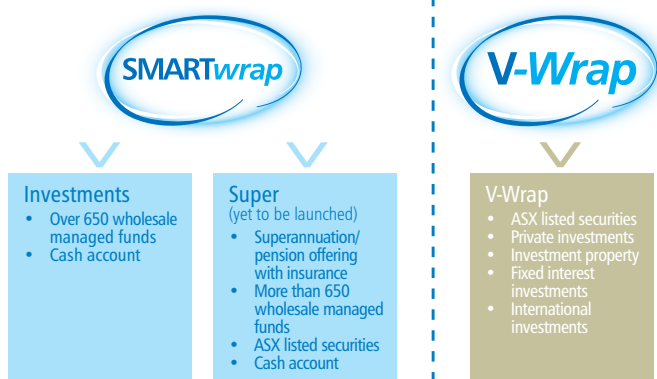 SMARTwrap
V-Wrap
Investments
• Over 650 wholesale
managed funds
• Cash account
Super
(yet to be launched)
• Superannuation/
pension offering
with insurance
• More than 650
wholesale managed
funds
• ASX listed securities
• Cash account
V-Wrap
• ASX listed securities
• Private investments
• Investment property
• Fixed interest
investments
• International
investments